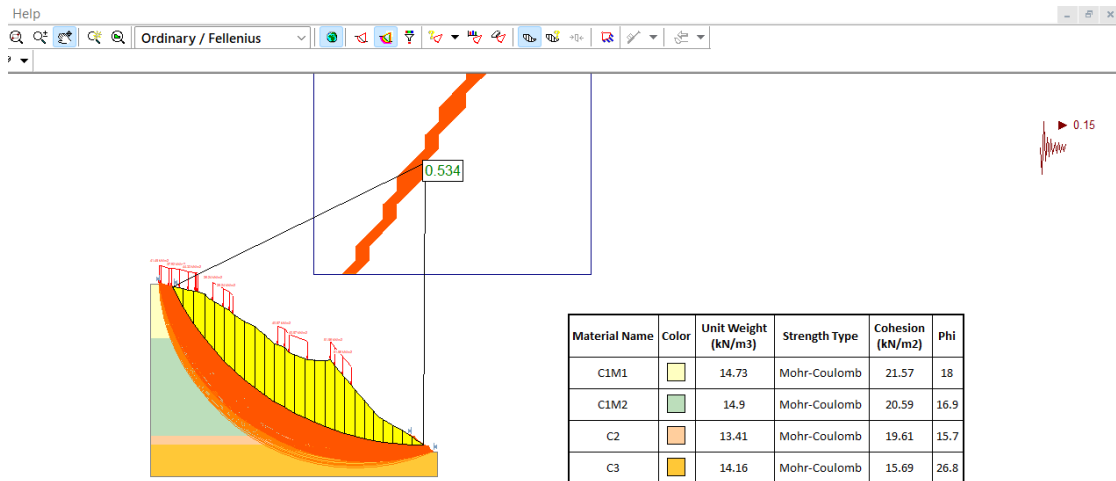 Help
Ordinary / Fellenius
0.15
0.534
Material Name Color Unit Weight (kN/m3) Strength Type Cohesion (kN/m2) Phi
C1M1 14.73 Mohr-Coulomb 21.57 18
C1M2 14.9 Mohr-Coulomb 20.59 16.9
C2 13.41 Mohr-Coulomb 19.61 15.7
C3 14.16 Mohr-Coulomb 15.69 26.8